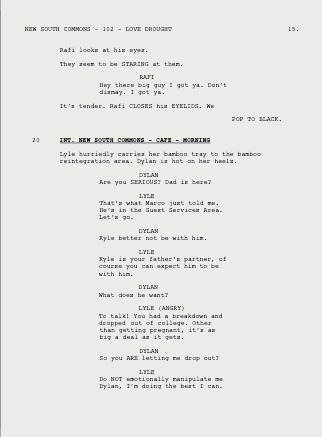 NEW SOUTH COMMONS - 102 - LOVE DROUGHT 15.
Rafi looks at his eyes.
They seem to be STARING at them.
RAFI
Hey there big guy I got ya. Don't
dismay. I got ya.
It's tender. Rafi CLOSES his EYELIDS. We
POP TO BLACK.
20 INT. NEW SOUTH COMMONS - CAFE - MORNING
Lyle hurriedly carries her bamboo tray to the bamboo
reintegration area. Dylan is hot on her heels.
DYLAN
Are you SERIOUS? Dad is here?
LYLE
That's what Marco just told me.
He's in the Guest Services Area.
Let's go.
DYLAN
Kyle better not be with him.
LYLE
Kyle is your father's partner, of
course you can expect him to be
with him.
DYLAN
What does he want?
LYLE (ANGRY)
To talk! You had a breakdown and
dropped out of college. Other
than getting pregnant, it's as
big a deal as it gets.
DYLAN
So you ARE letting me drop out?
LYLE
Do NOT emotionally manipulate me
Dylan, I'm doing the best I can.